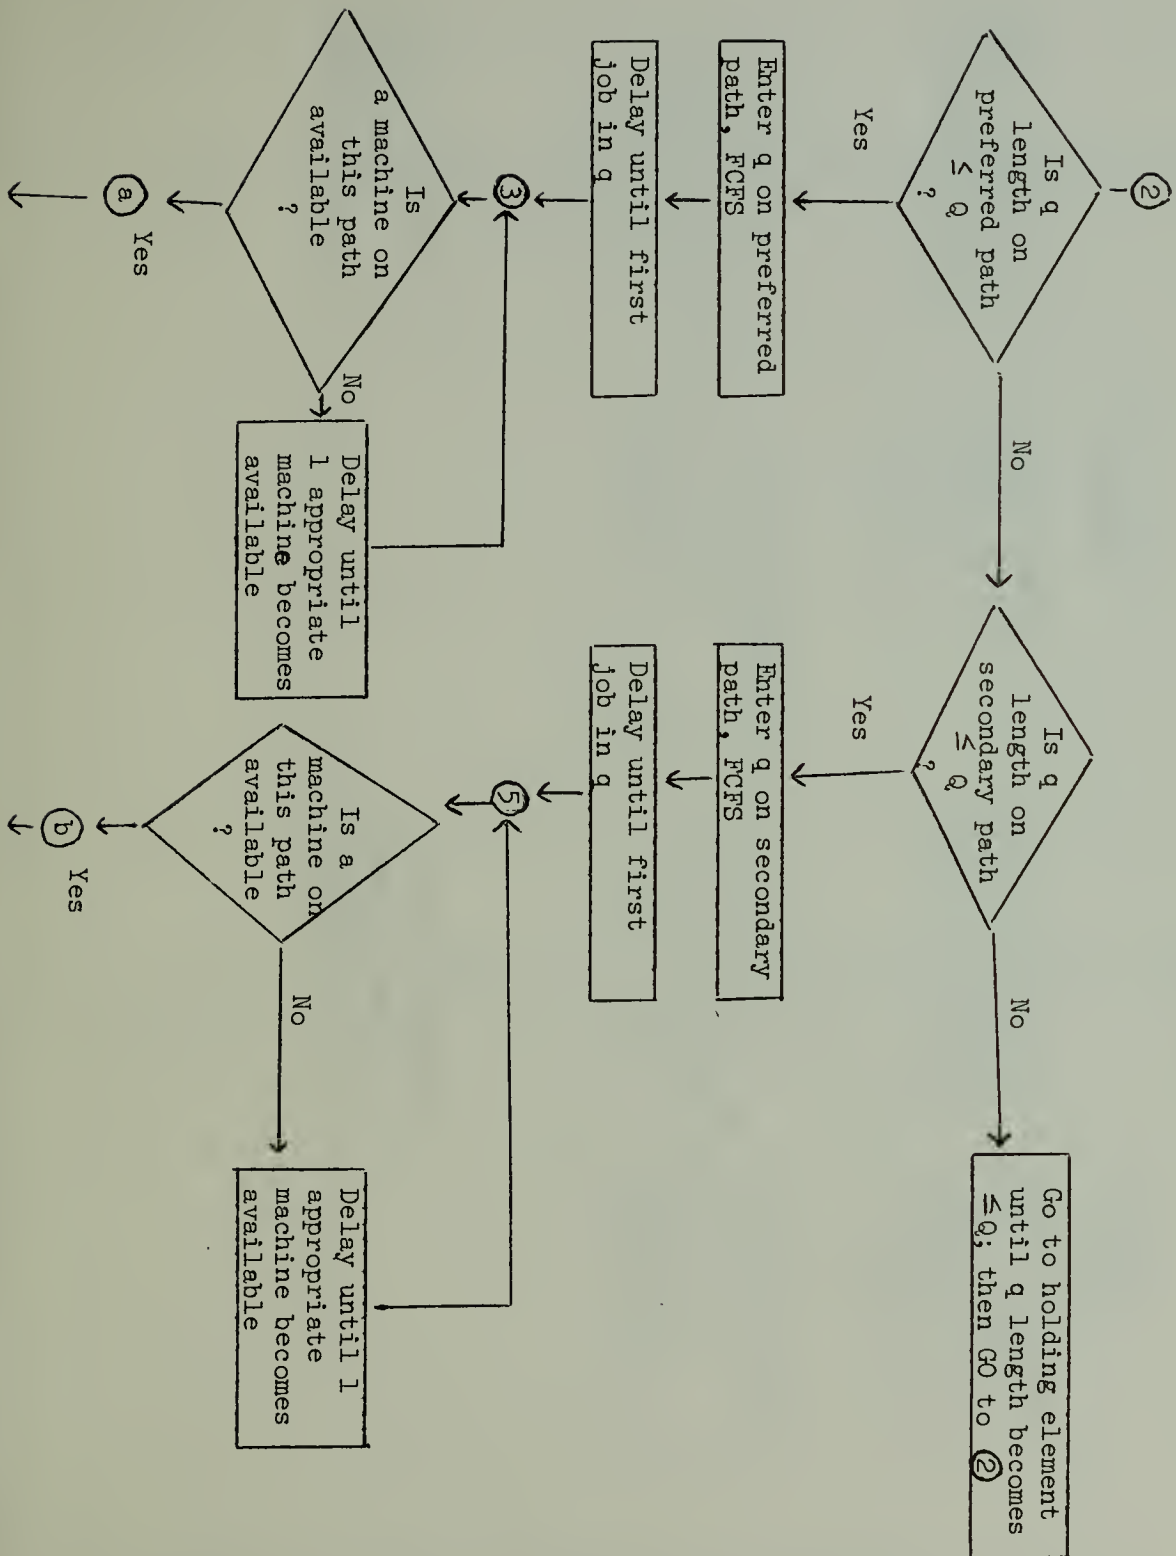 ②
Is q
length on
preferred path
≤ Q
?
No
Is q
length on
secondary path
≤ Q
?
No
Go to holding element
until q length becomes
≤Q; then GO to ②
Yes
Enter q on preferred
path, FCFS
Delay until first
job in q
③
Is
a machine on
this path
available
?
No
Delay until
1 appropriate
machine becomes
available
ⓐ Yes
Yes
Enter q on secondary
path, FCFS
Delay until first
job in q
⑤
Is a
machine on
this path
available
?
No
Delay until 1
appropriate
machine becomes
available
ⓑ Yes